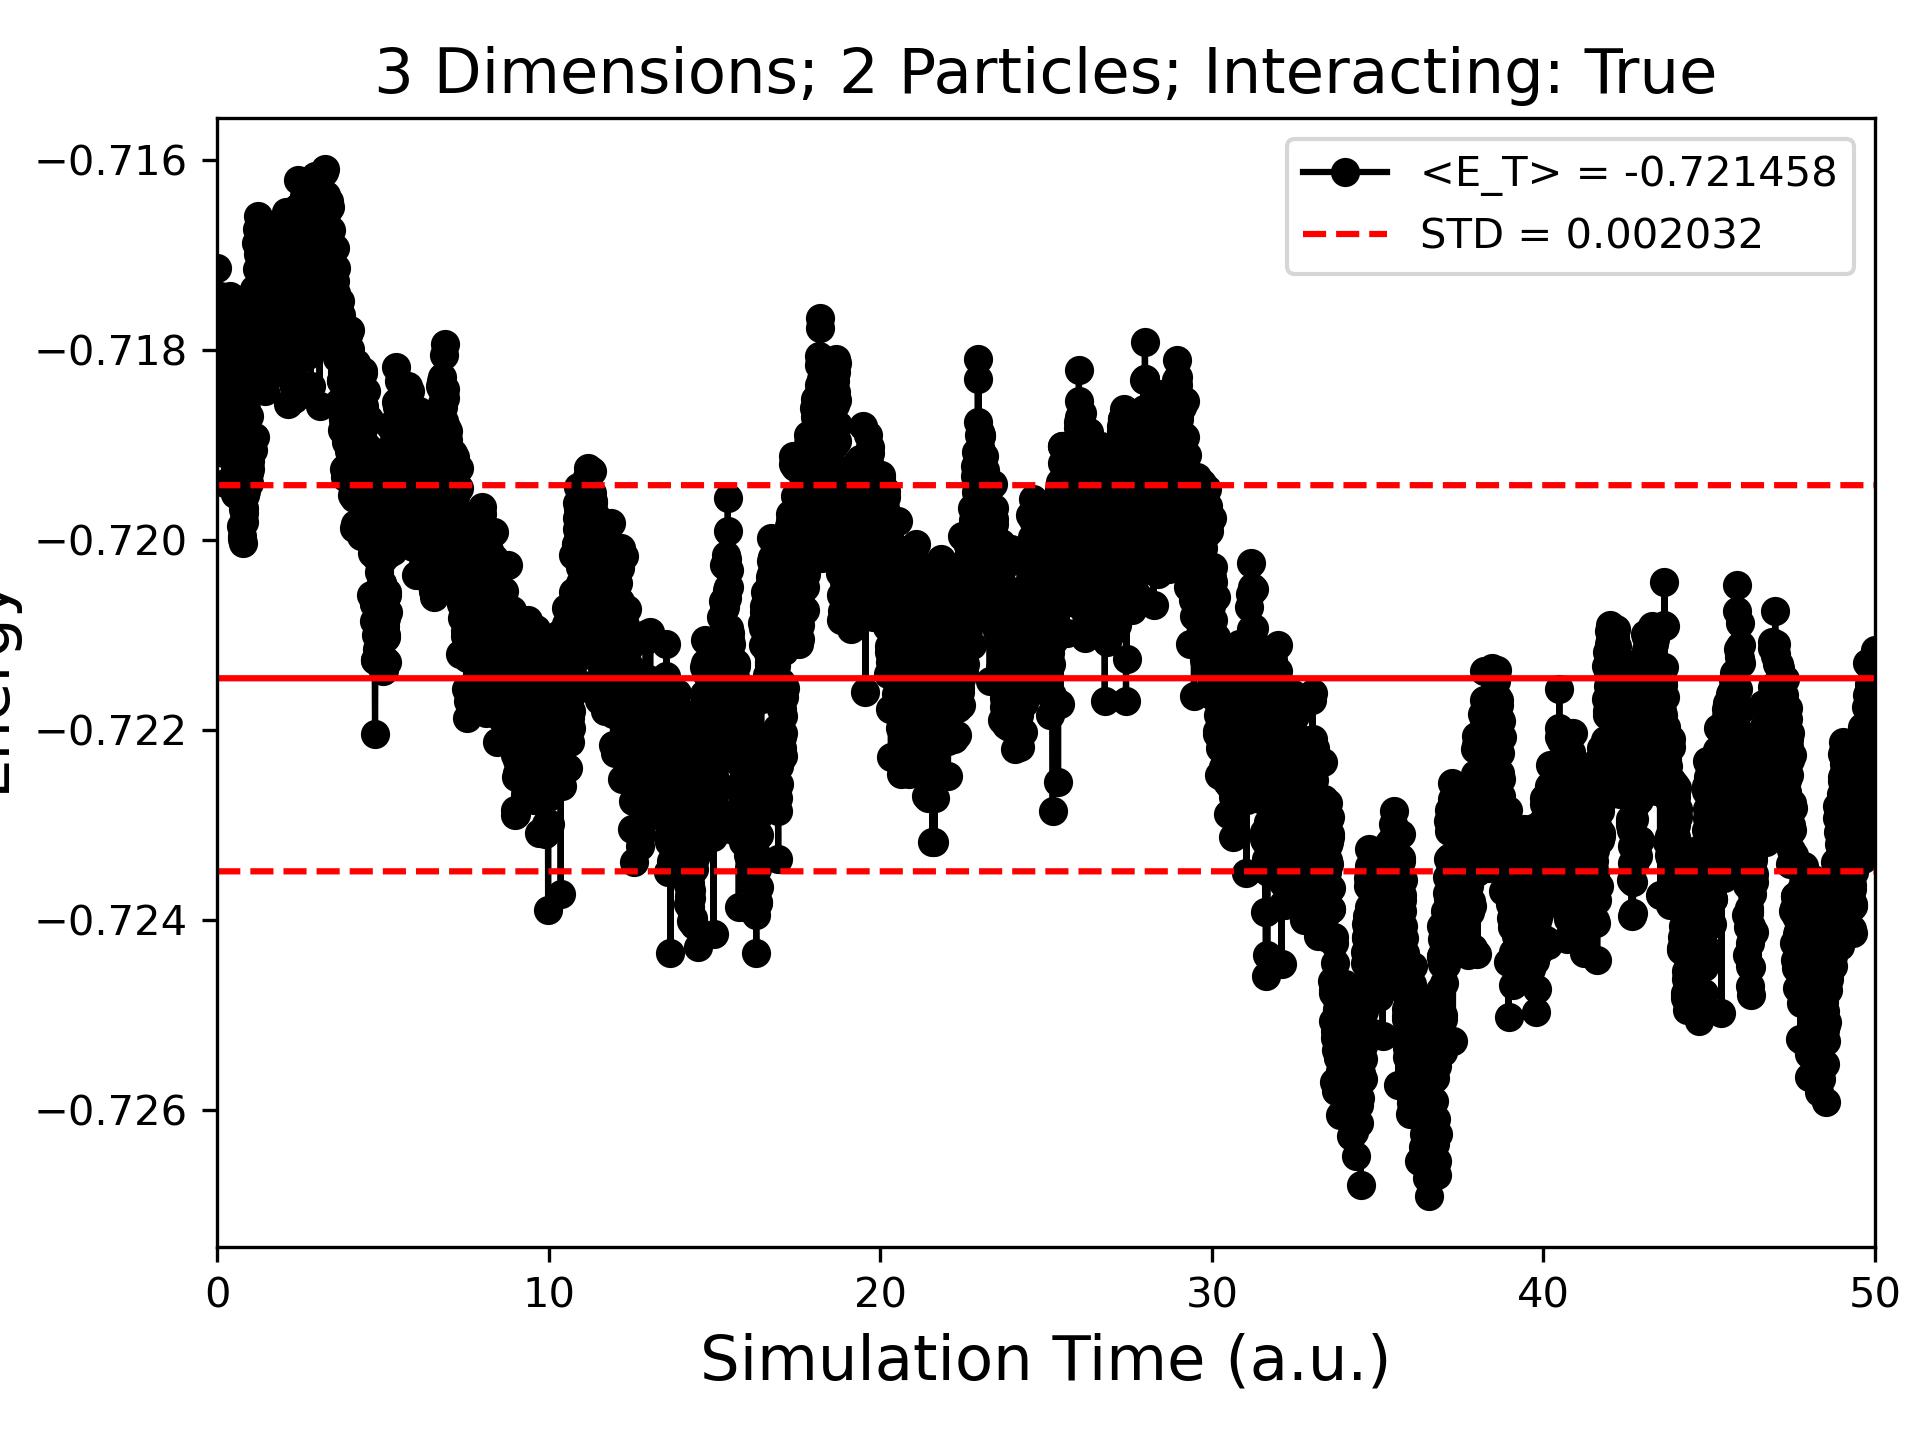 3 Dimensions; 2 Particles; Interacting: True
<E_T> = -0.721458
STD = 0.002032
−0.716
−0.718
−0.720
−0.722
−0.724
−0.726
Energy
0 10 20 30 40 50
Simulation Time (a.u.)